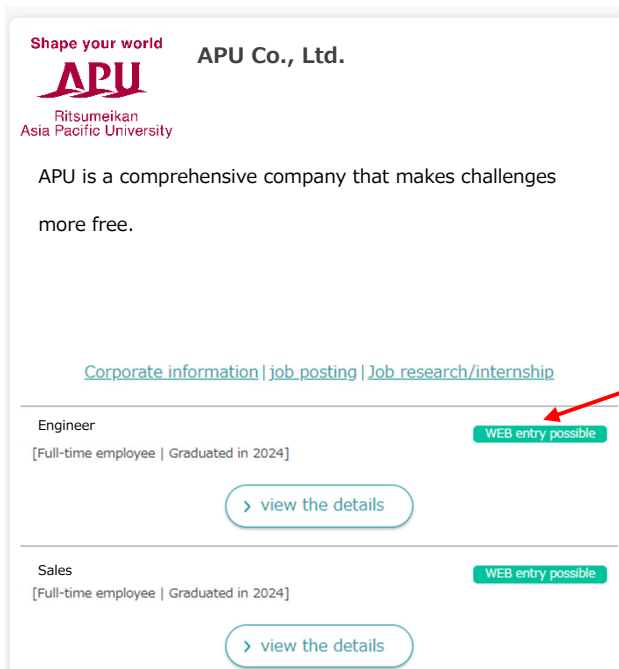 Shape your world
APU
Ritsumeikan
Asia Pacific University
APU Co., Ltd.
APU is a comprehensive company that makes challenges
more free.
Corporate information | job posting | Job research/internship
Engineer
WEB entry possible
[Full-time employee | Graduated in 2024]
> view the details
Sales
WEB entry possible
[Full-time employee | Graduated in 2024]
> view the details